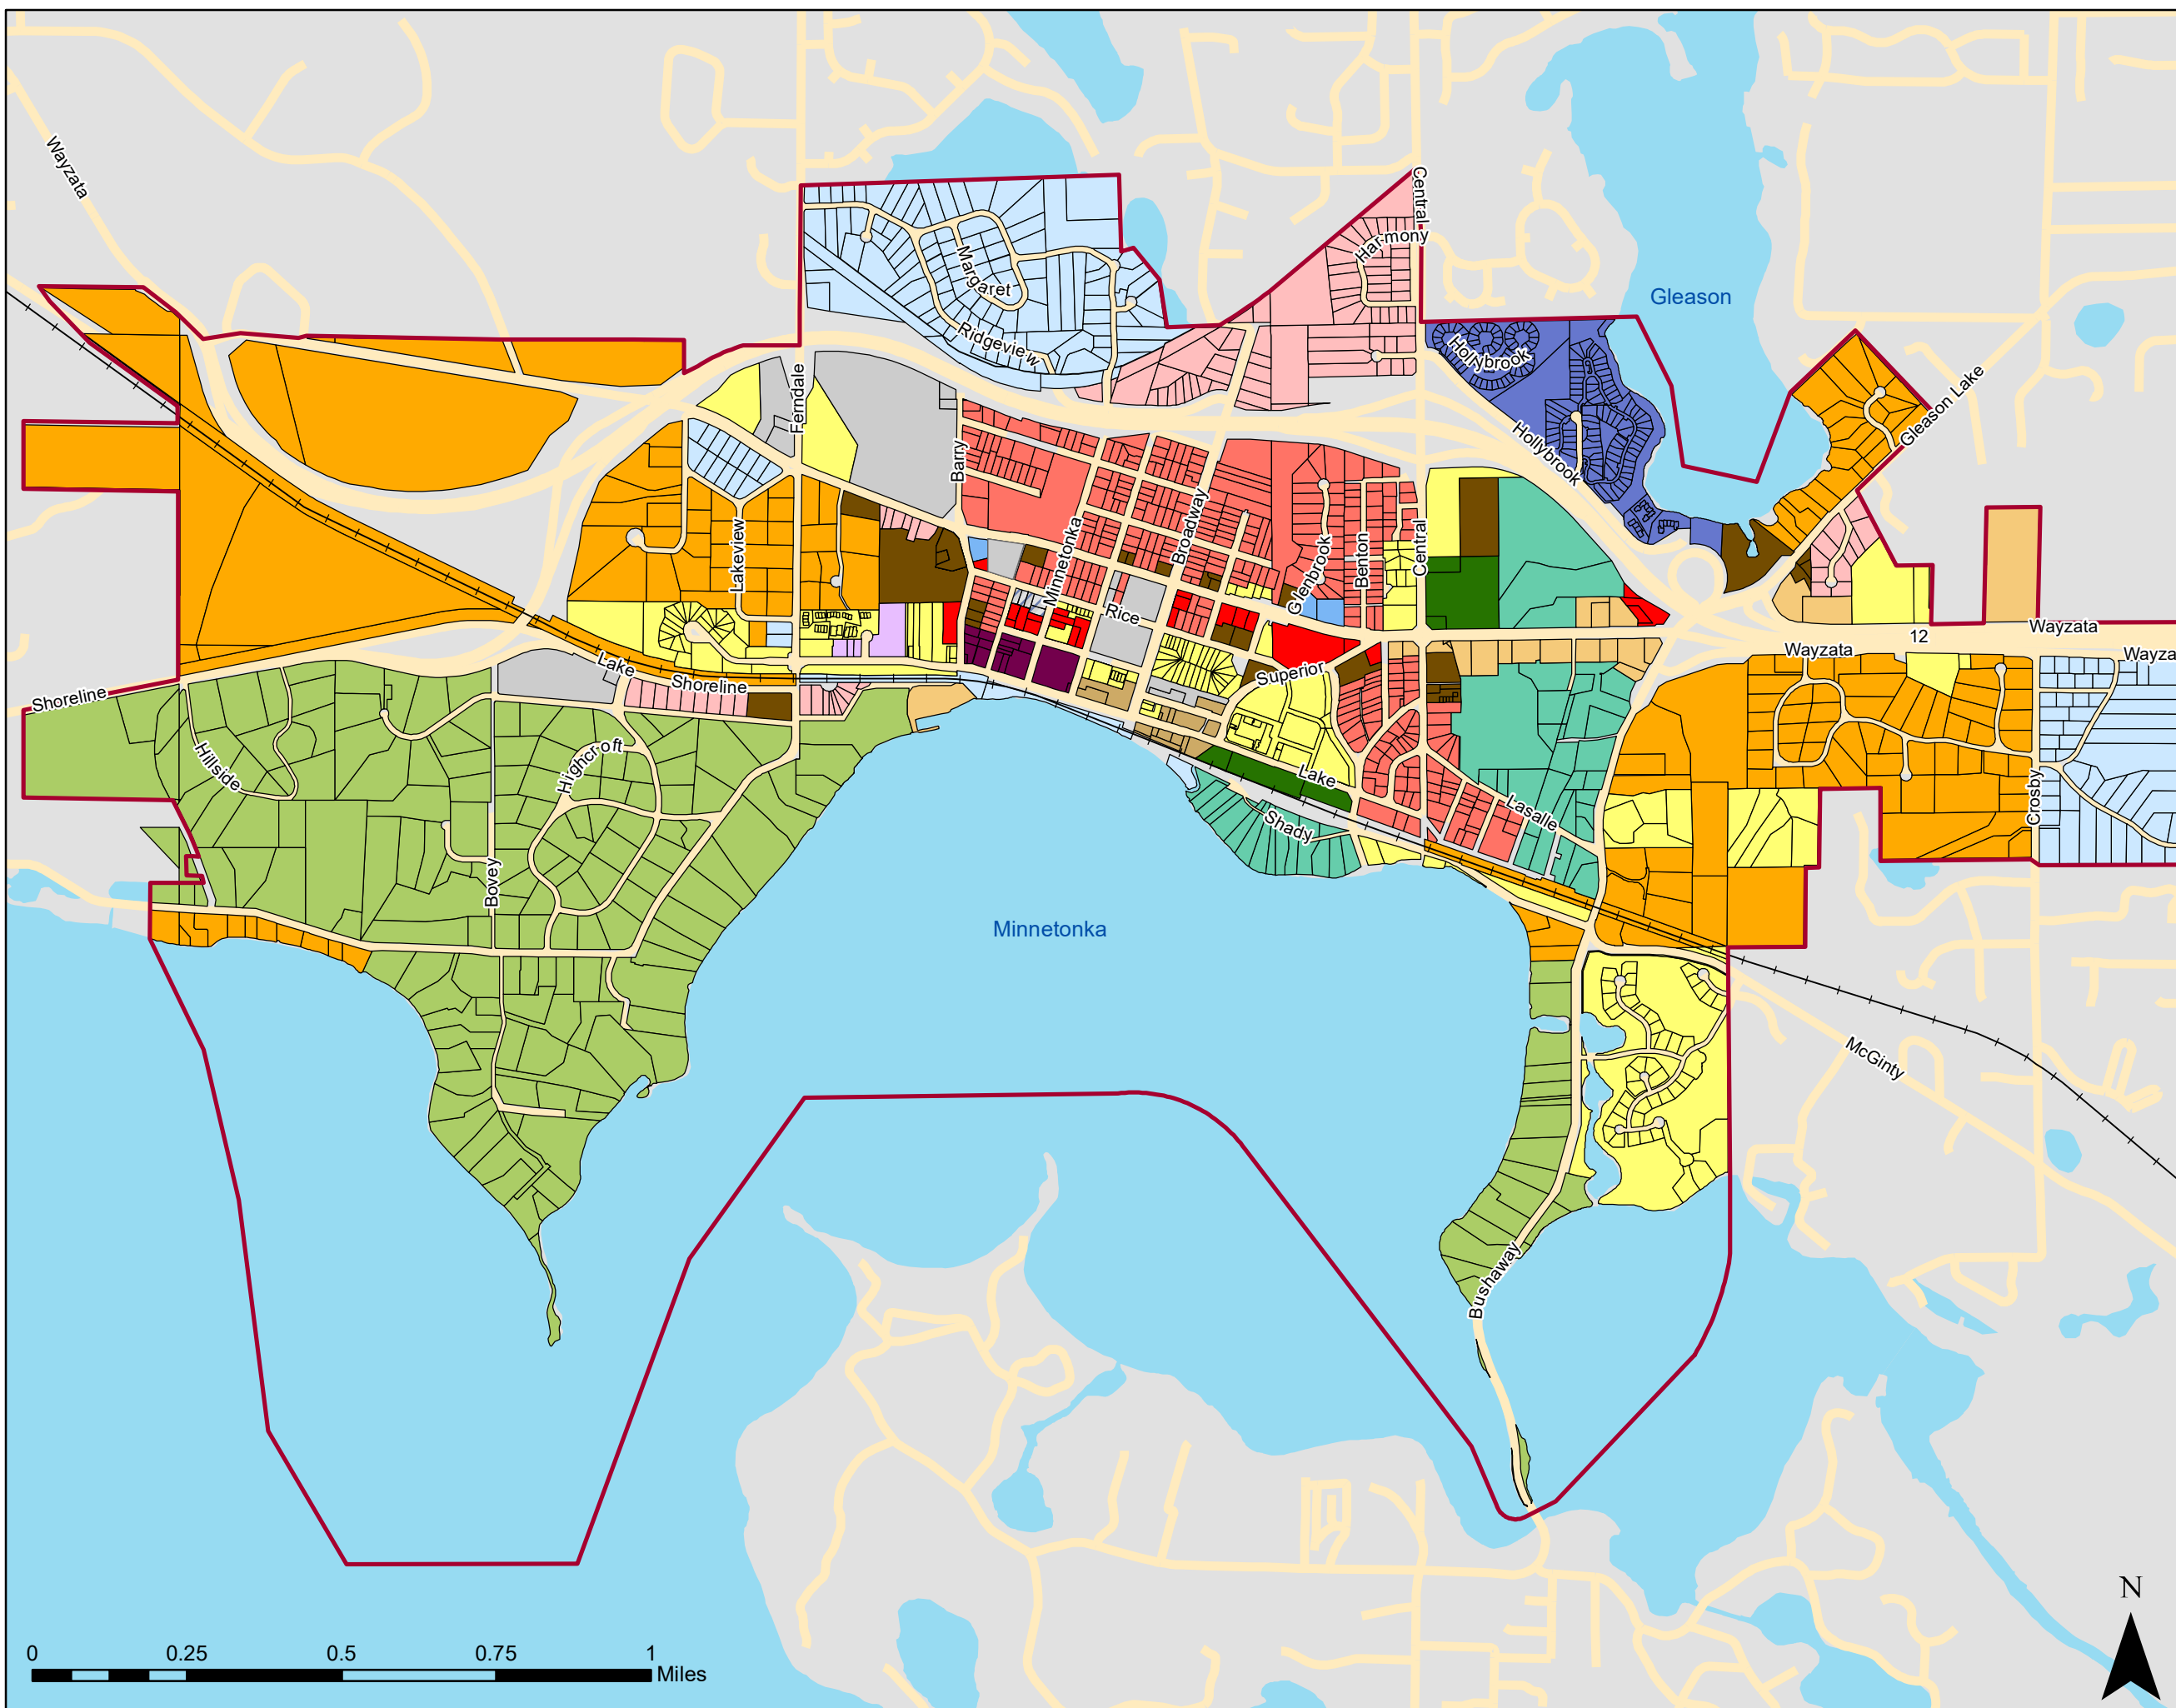 Wayzata
Central
Harmony
Margaret
Gleason
Ridgeview
Hollybrook
Ferndale
Gleason Lake
Barry
Hollybrook
Broadway
Minnetonka
Lakeview
Central
Benton
Glenbrook
Rice
Wayzata
12
Wayzata
Wayza
Lake
Superior
Shoreline
Shoreline
Highcroft
Hillside
Lake
Crosby
Lasalle
Shady
Bovey
Minnetonka
McGinty
Bushaway
N
0 0.25 0.5 0.75 1
Miles